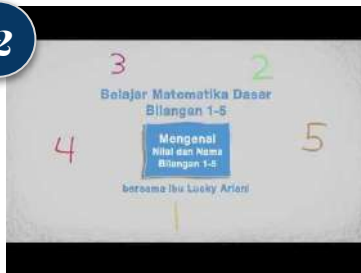 2
3
2
Belajar Matematika Dasar
Bilangan 1-5
4
Mengenal
Nilai dan Nama
Bilangan 1-5
5
bersama Ibu Lucky Ariani
1